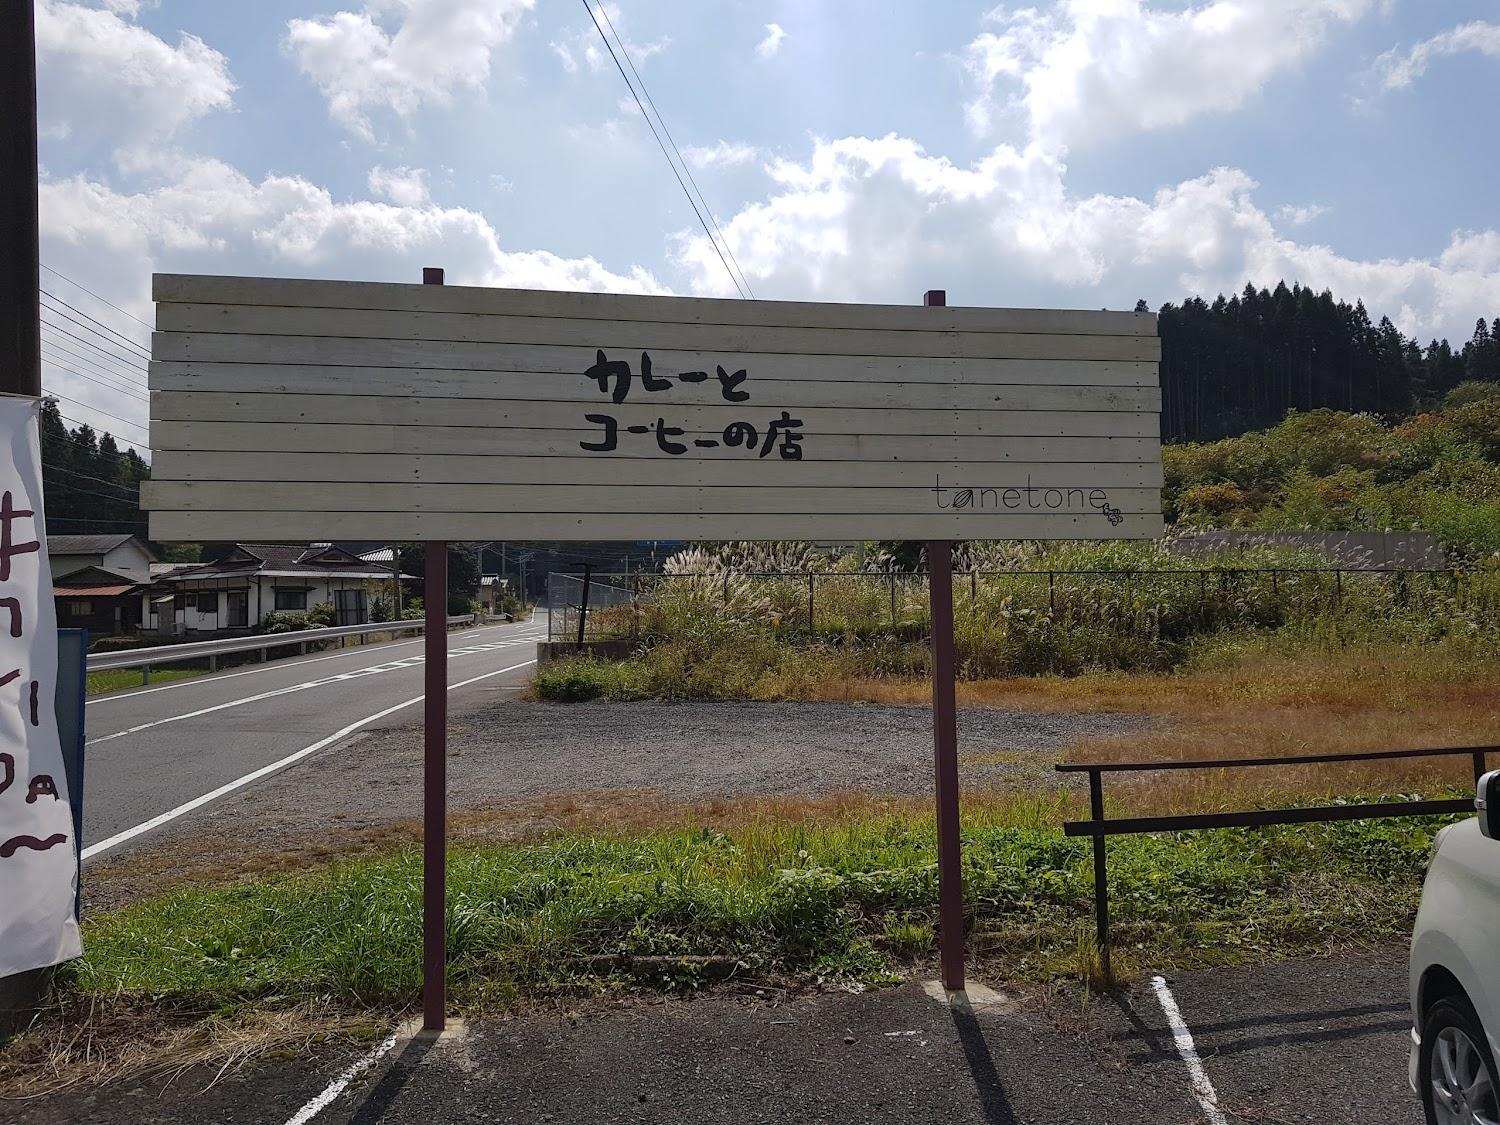 カレーと
コーヒーの店
tanetone